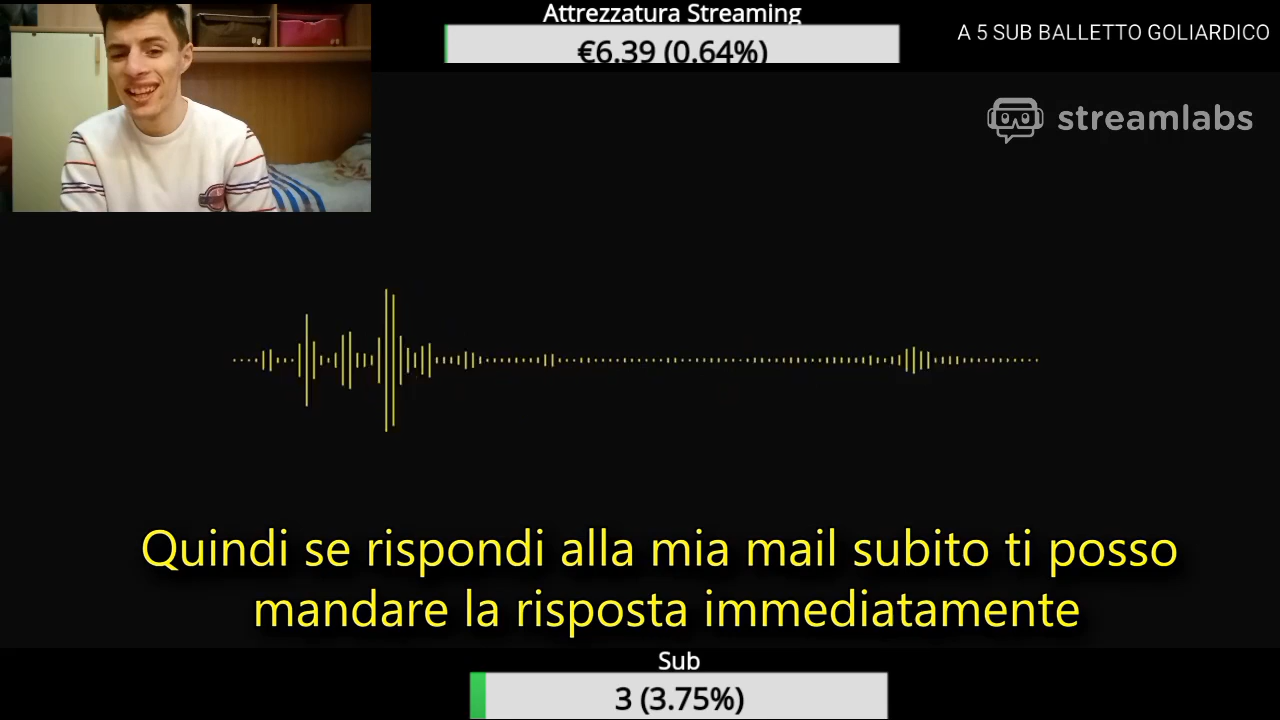 Attrezzatura Streaming
€6.39 (0.64%)
A 5 SUB BALLETTO GOLIARDICO
streamlabs
Quindi se rispondi alla mia mail subito ti posso
mandare la risposta immediatamente
Sub
3 (3.75%)